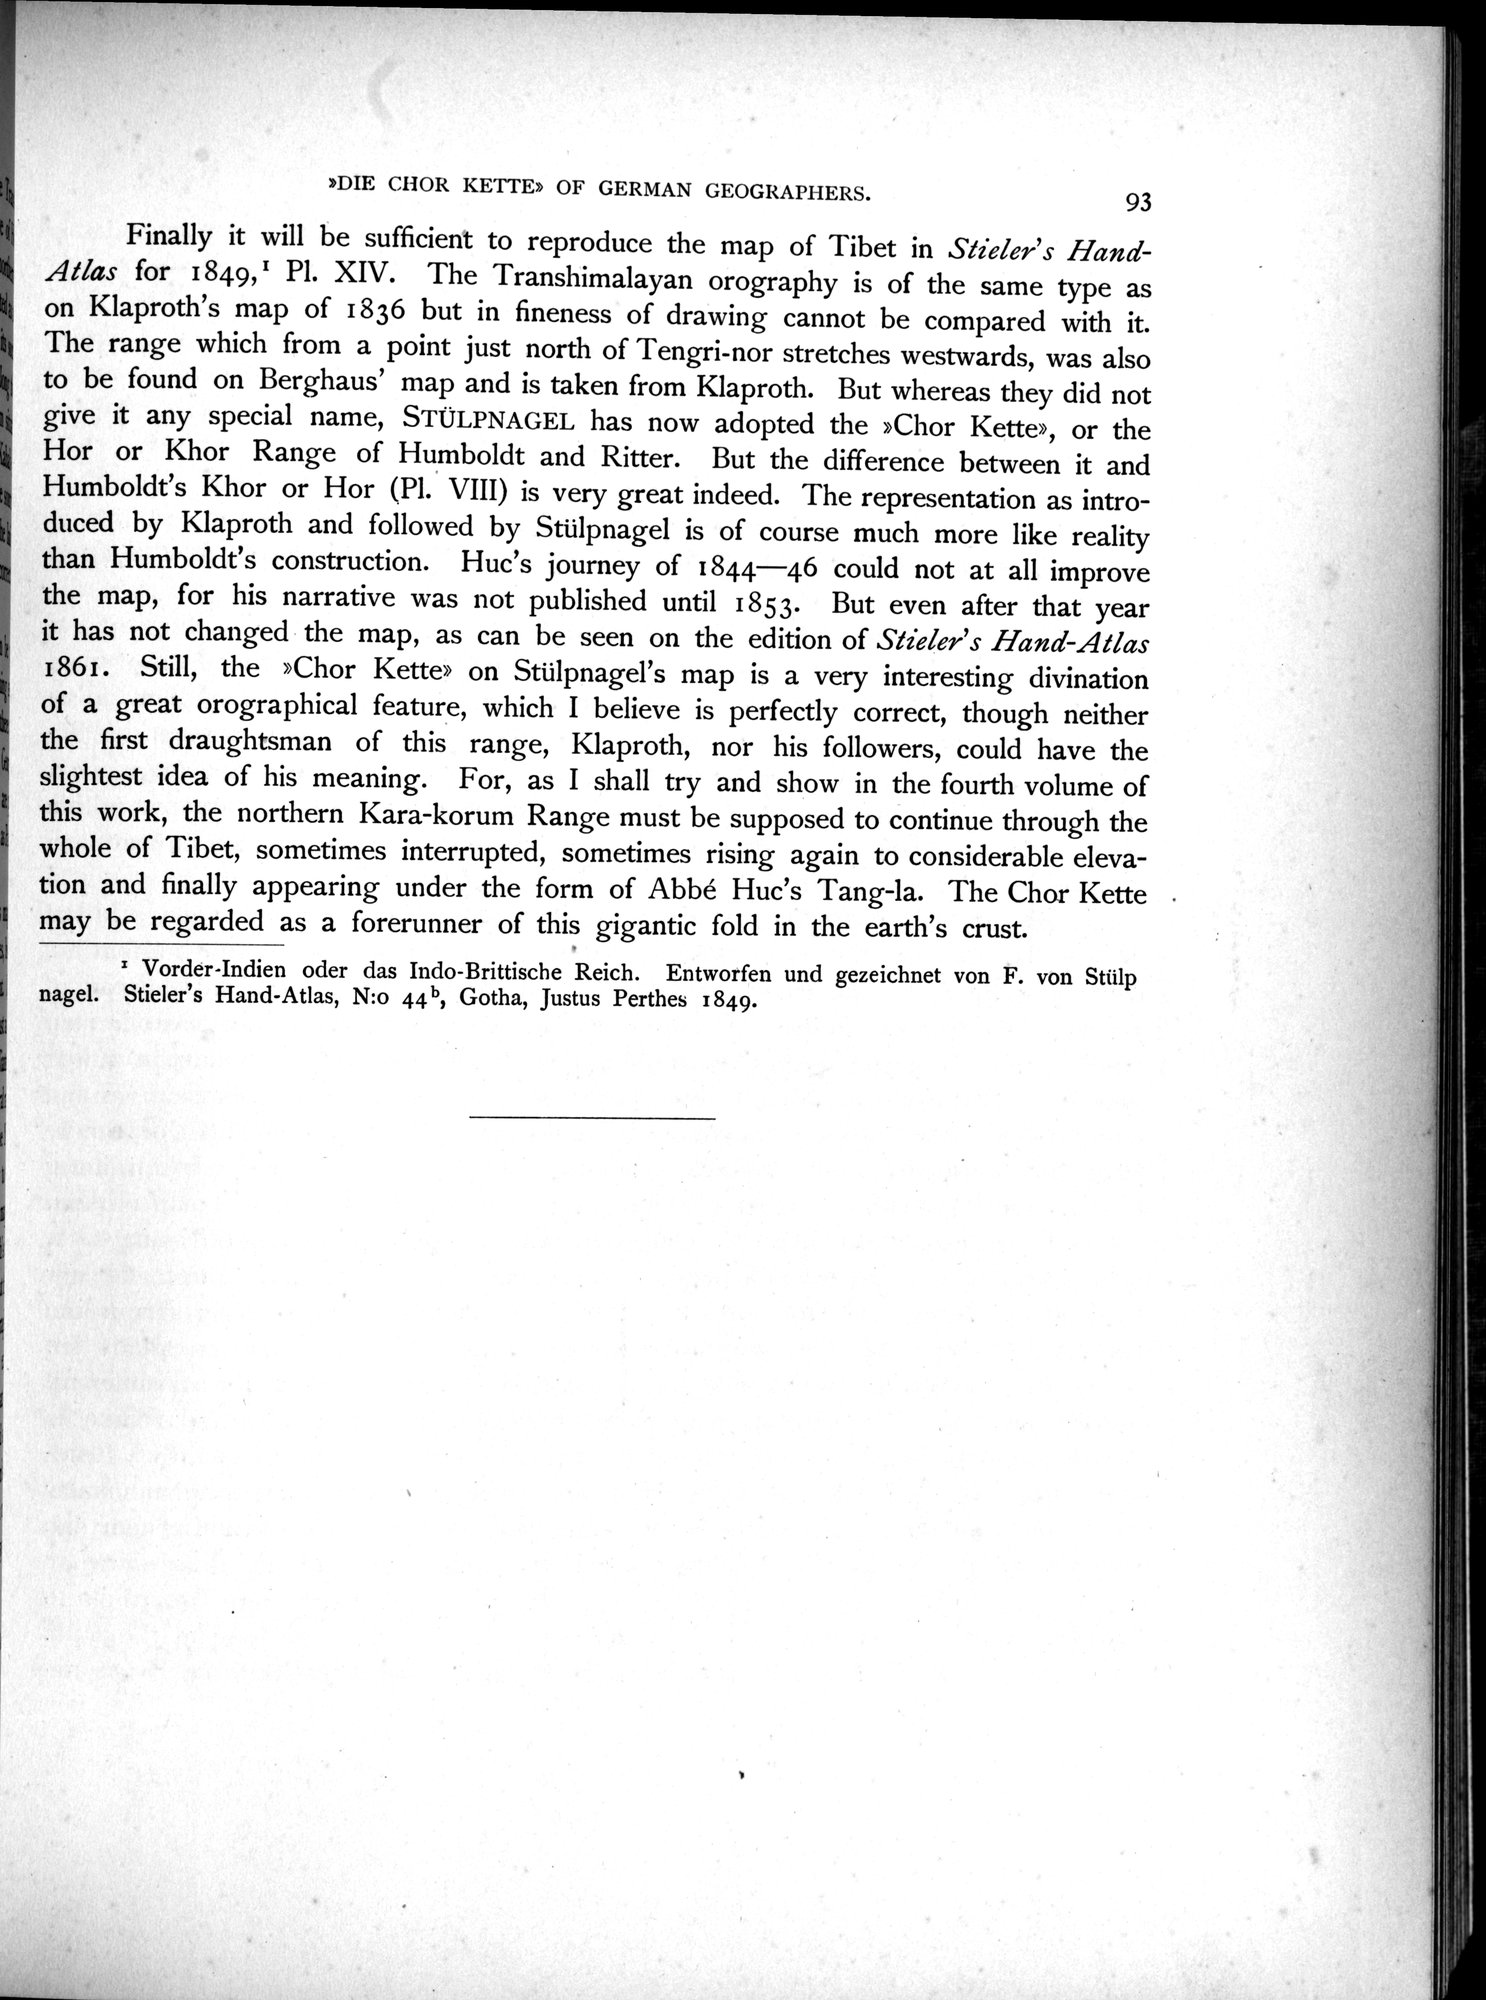 »DIE CHOR KETTE» OF GERMAN GEOGRAPHERS. 93
Finally it will be sufficient to reproduce the map of Tibet in Stieler's Hand-
Atlas for 1849,¹ Pl. XIV. The Transhimalayan orography is of the same type as
on Klaproth's map of 1836 but in fineness of drawing cannot be compared with it.
The range which from a point just north of Tengri-nor stretches westwards, was also
to be found on Berghaus' map and is taken from Klaproth. But whereas they did not
give it any special name, STÜLPNAGEL has now adopted the »Chor Kette», or the
Hor or Khor Range of Humboldt and Ritter. But the difference between it and
Humboldt's Khor or Hor (Pl. VIII) is very great indeed. The representation as intro-
duced by Klaproth and followed by Stülpnagel is of course much more like reality
than Humboldt's construction. Huc's journey of 1844—46 could not at all improve
the map, for his narrative was not published until 1853. But even after that year
it has not changed the map, as can be seen on the edition of Stieler's Hand-Atlas
1861. Still, the »Chor Kette» on Stülpnagel's map is a very interesting divination
of a great orographical feature, which I believe is perfectly correct, though neither
the first draughtsman of this range, Klaproth, nor his followers, could have the
slightest idea of his meaning. For, as I shall try and show in the fourth volume of
this work, the northern Kara-korum Range must be supposed to continue through the
whole of Tibet, sometimes interrupted, sometimes rising again to considerable eleva-
tion and finally appearing under the form of Abbé Huc's Tang-la. The Chor Kette
may be regarded as a forerunner of this gigantic fold in the earth's crust.
¹ Vorder-Indien oder das Indo-Brittische Reich. Entworfen und gezeichnet von F. von Stülp
nagel. Stieler's Hand-Atlas, N:o 44ᵇ, Gotha, Justus Perthes 1849.